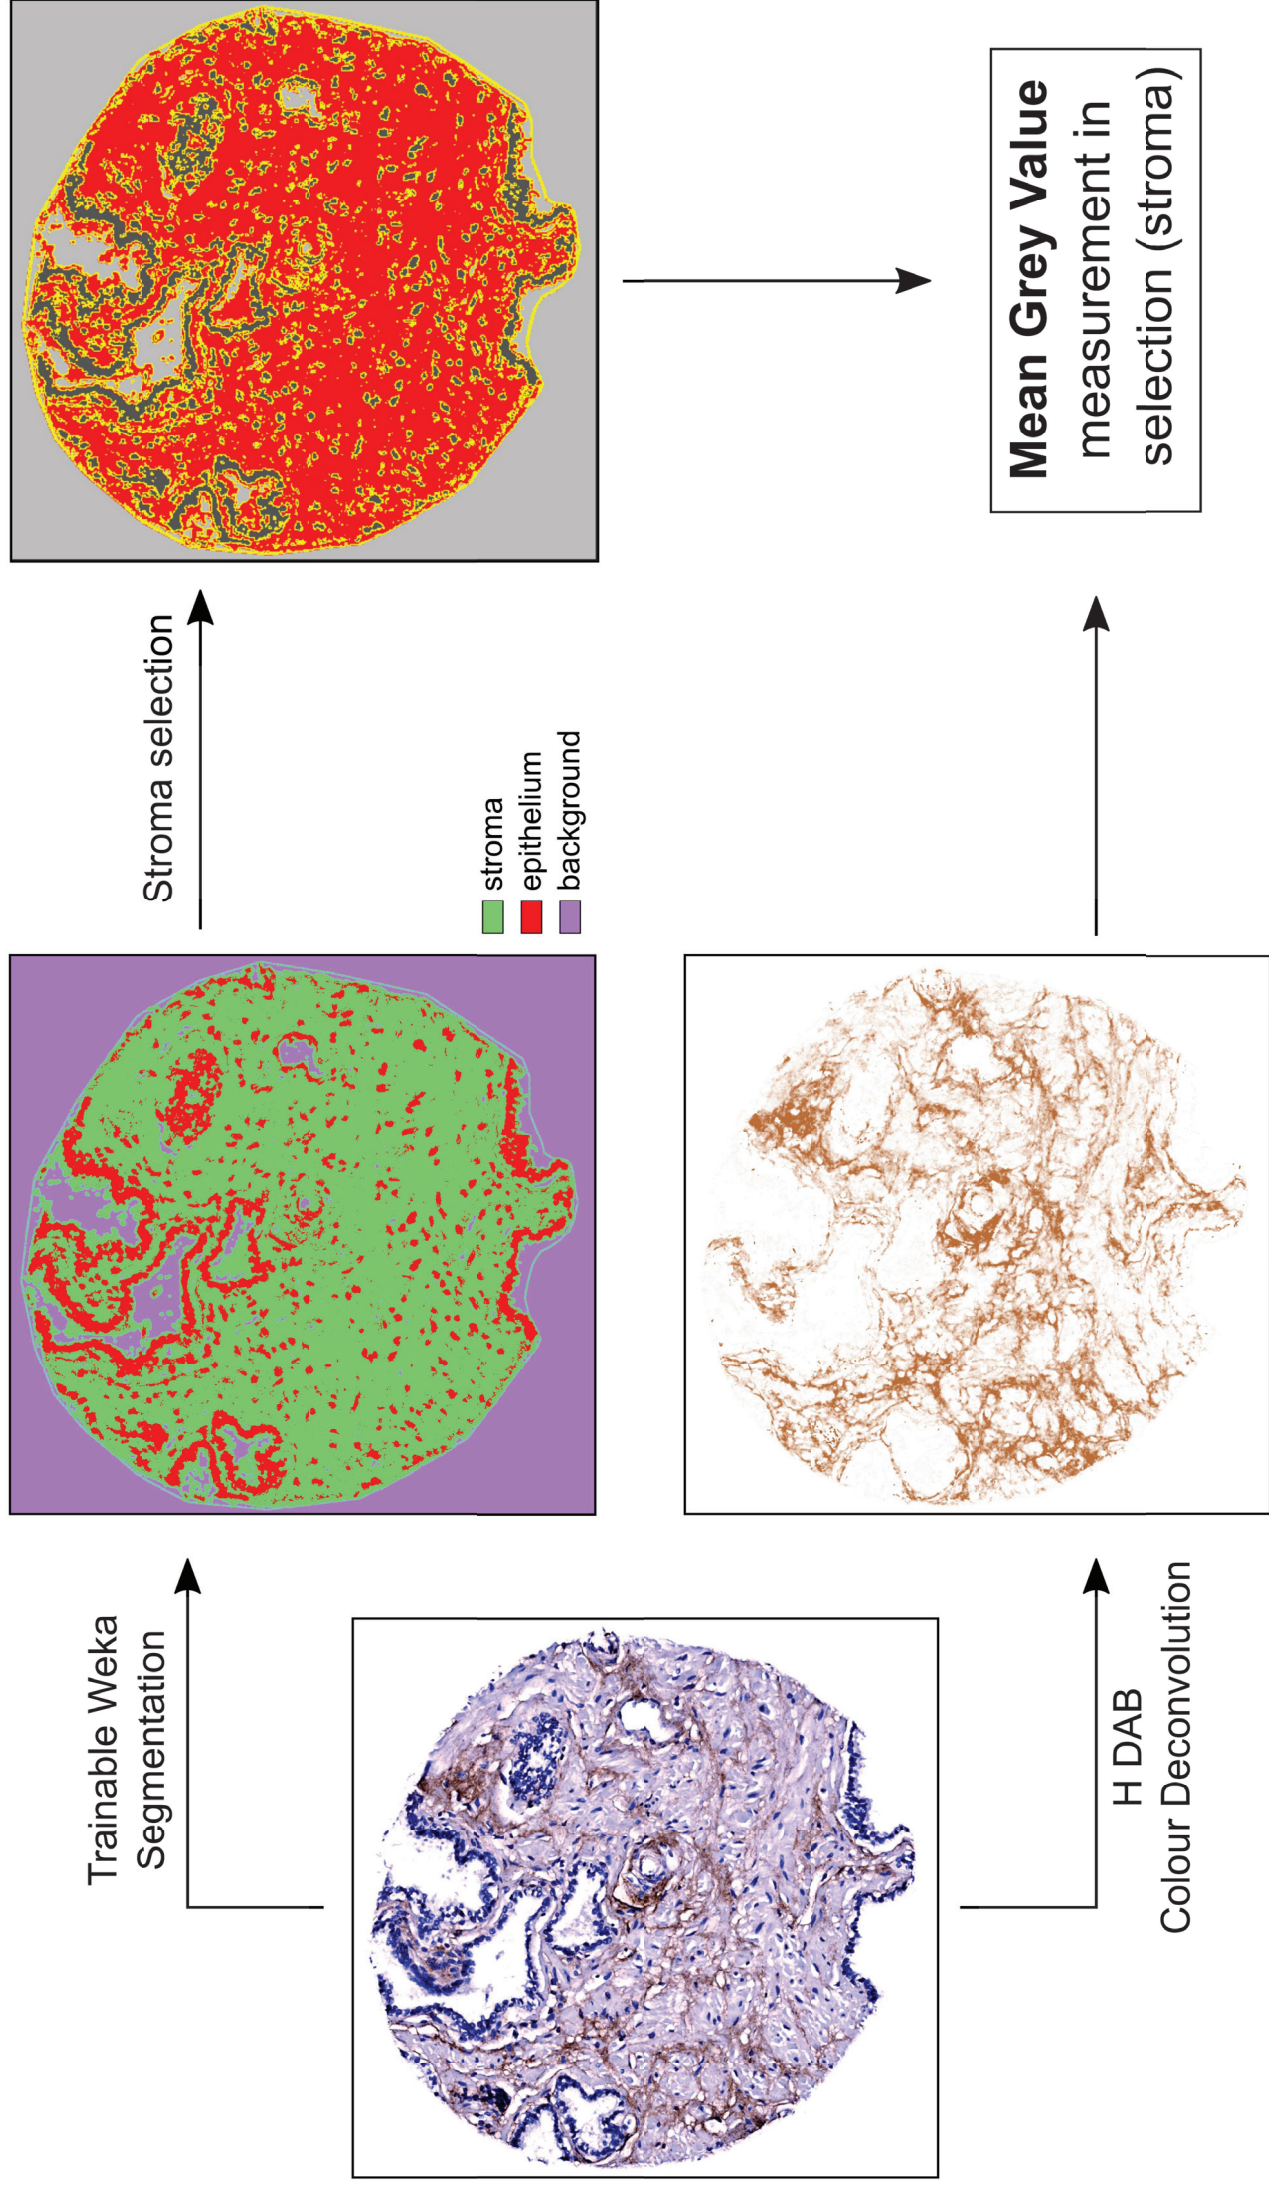 Trainable Weka
Segmentation
Stroma selection
stroma
epithelium
background
H DAB
Colour Deconvolution
Mean Grey Value
measurement in
selection (stroma)